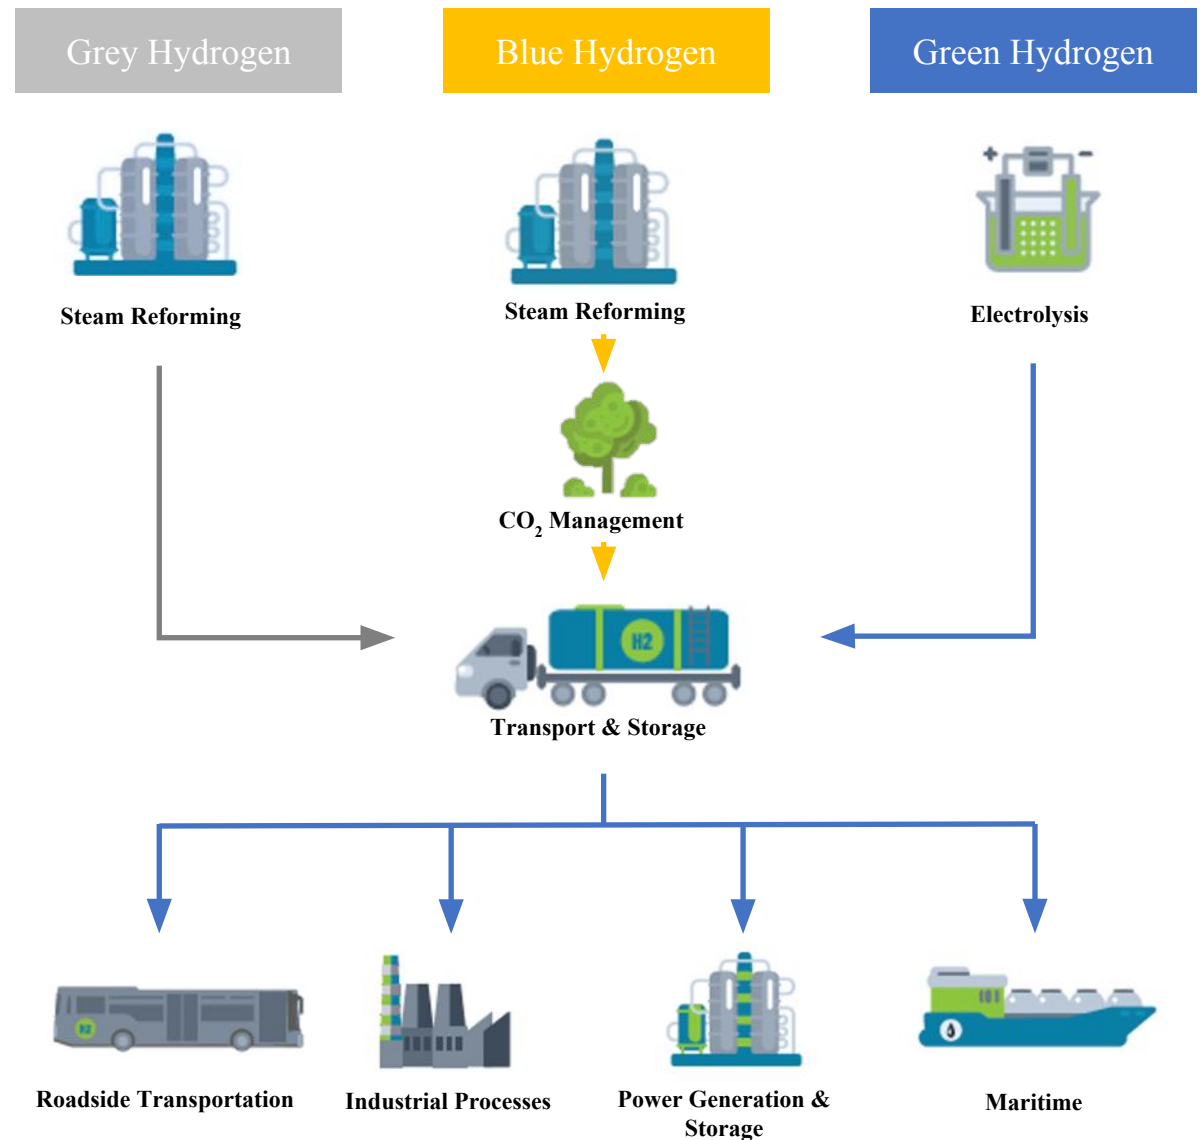 Grey Hydrogen
Blue Hydrogen
Green Hydrogen
+ −
Steam Reforming
Steam Reforming
Electrolysis
CO₂ Management
H2
Transport & Storage
H2
Roadside Transportation
Industrial Processes
Power Generation &
Storage
Maritime